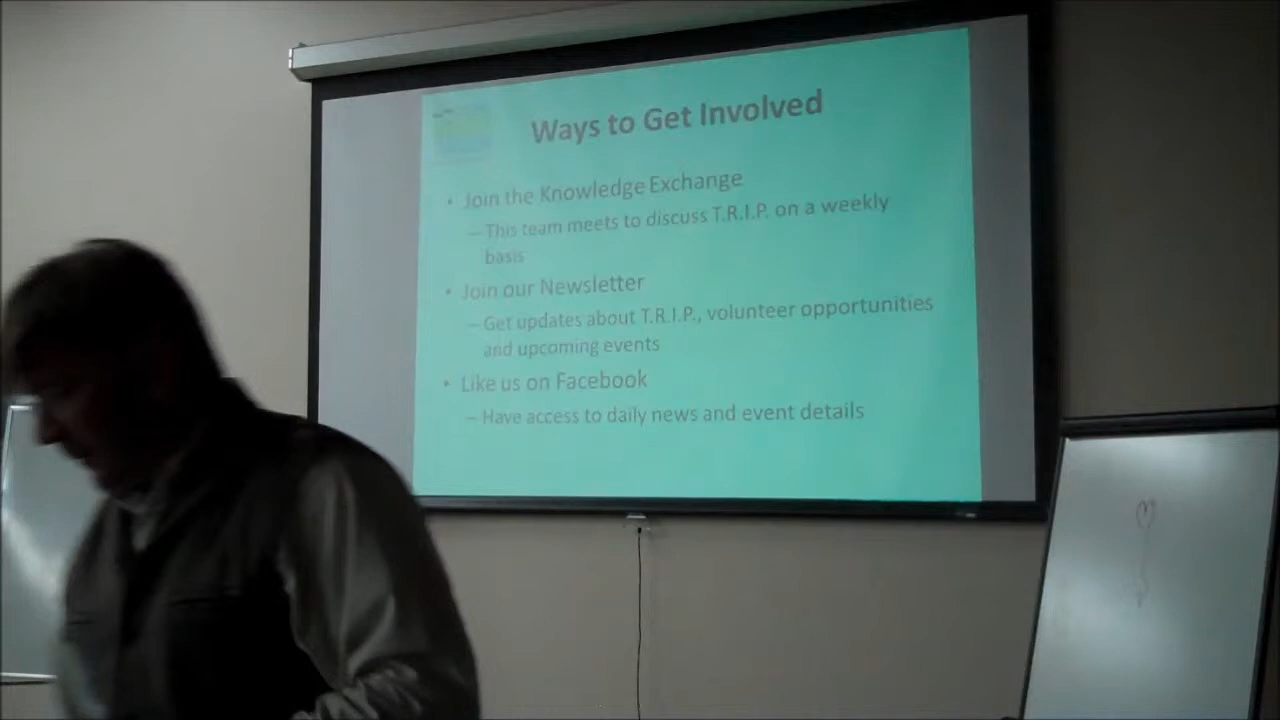 Ways to Get Involved
• Join the Knowledge Exchange
– This team meets to discuss T.R.I.P. on a weekly
basis
• Join our Newsletter
– Get updates about T.R.I.P., volunteer opportunities
and upcoming events
• Like us on Facebook
– Have access to daily news and event details